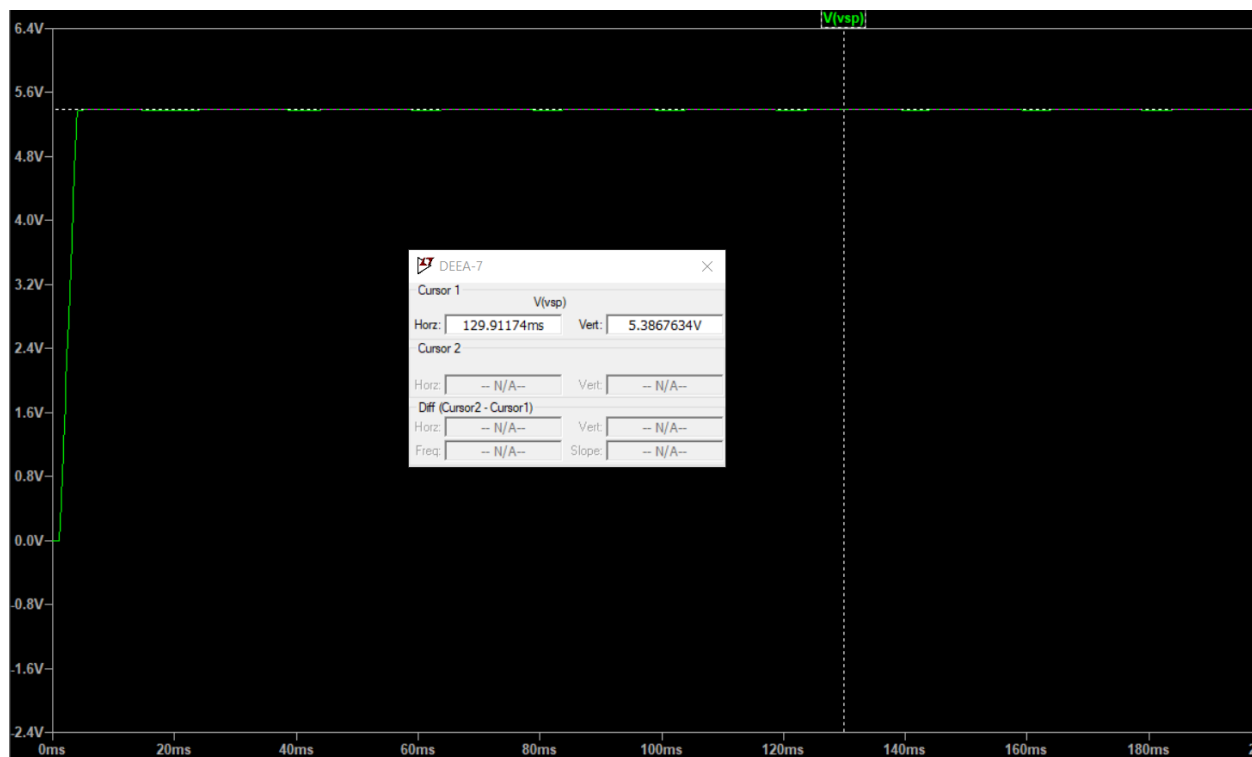 V(vsp)
6.4V
5.6V
4.8V
4.0V
3.2V
2.4V
1.6V
0.8V
0.0V
-0.8V
-1.6V
-2.4V
DEEA-7
Cursor 1
V(vsp)
Horz: 129.91174ms Vert: 5.3867634V
Cursor 2
Horz: -- N/A-- Vert: -- N/A--
Diff (Cursor2 - Cursor1)
Horz: -- N/A-- Vert: -- N/A--
Freq: -- N/A-- Slope: -- N/A--
0ms 20ms 40ms 60ms 80ms 100ms 120ms 140ms 160ms 180ms